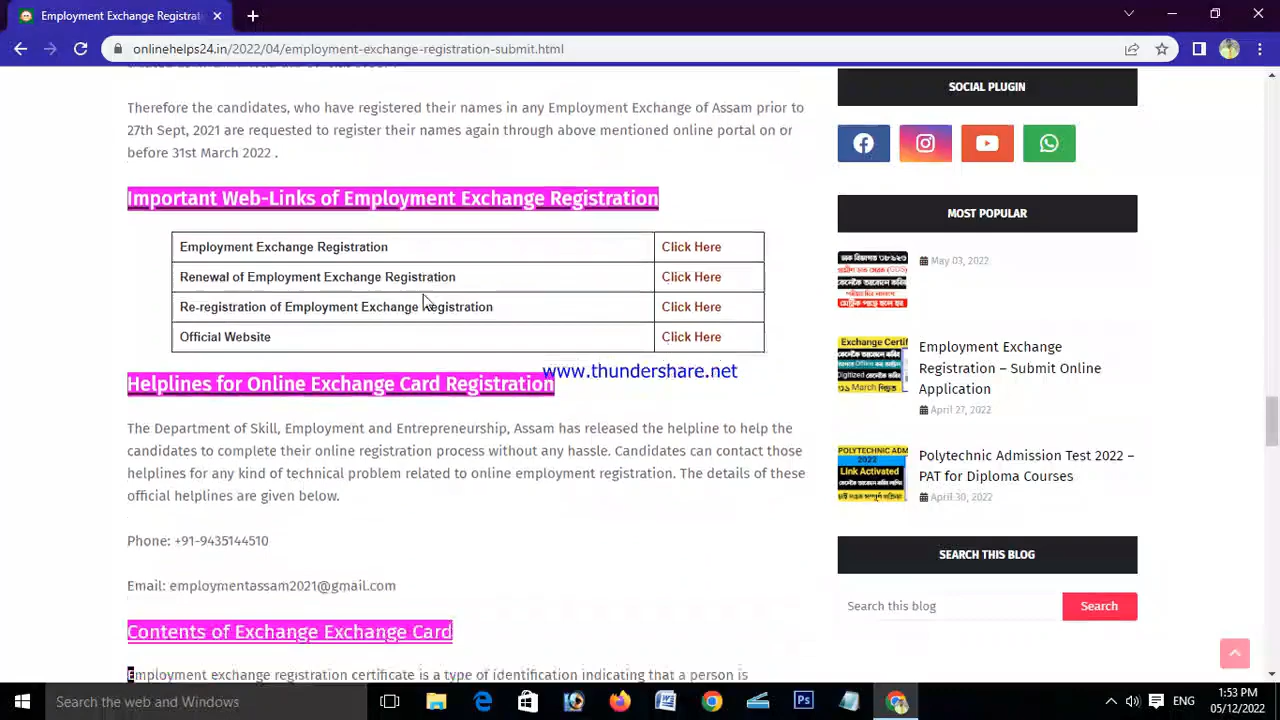 Employment Exchange Registratio
onlinehelps24.in/2022/04/employment-exchange-registration-submit.html
Therefore the candidates, who have registered their names in any Employment Exchange of Assam prior to
27th Sept, 2021 are requested to register their names again through above mentioned online portal on or
before 31st March 2022 .
Important Web-Links of Employment Exchange Registration
Employment Exchange Registration Click Here
Renewal of Employment Exchange Registration Click Here
Re-registration of Employment Exchange Registration Click Here
Official Website Click Here
www.thundershare.net
Helplines for Online Exchange Card Registration
The Department of Skill, Employment and Entrepreneurship, Assam has released the helpline to help the
candidates to complete their online registration process without any hassle. Candidates can contact those
helplines for any kind of technical problem related to online employment registration. The details of these
official helplines are given below.
Phone: +91-9435144510
Email: employmentassam2021@gmail.com
Contents of Exchange Exchange Card
Employment exchange registration certificate is a type of identification indicating that a person is
SOCIAL PLUGIN
MOST POPULAR
May 03, 2022
Exchange Certif
Digitized
Employment Exchange
Registration – Submit Online
Application
April 27, 2022
POLYTECHNIC ADM
2022
Link Activated
Polytechnic Admission Test 2022 –
PAT for Diploma Courses
April 30, 2022
SEARCH THIS BLOG
Search this blog Search
Search the web and Windows
ENG
1:53 PM
05/12/2022